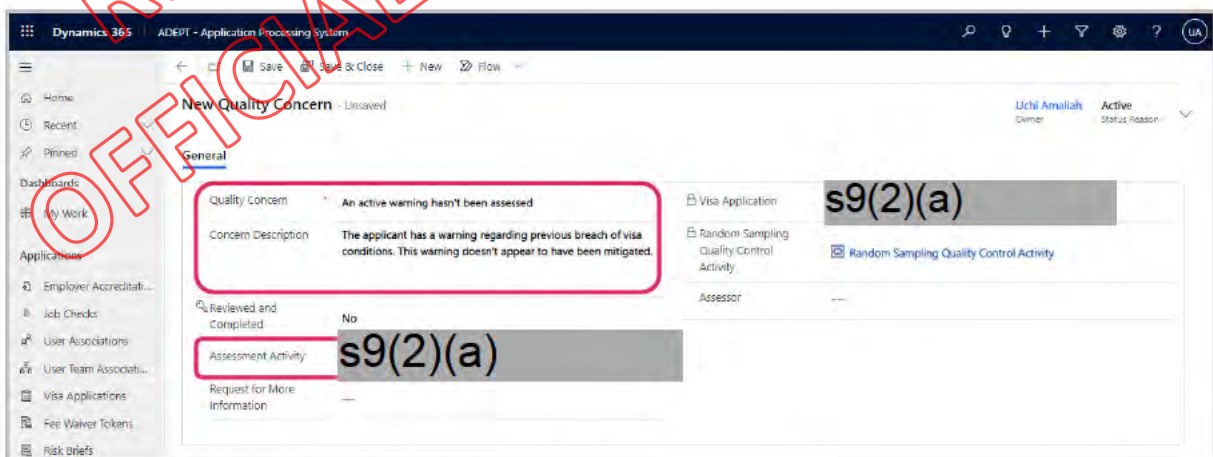 Dynamics 365
ADEPT - Application Processing System
UA
Save
Save & Close
New
Flow
Home
Recent
Pinned
Dashboards
My Work
Applications
Employer Accreditati...
Job Checks
User Associations
User Team Associati...
Visa Applications
Fee Waiver Tokens
Risk Briefs
New Quality Concern - Unsaved
Uchi Amaliah
Owner
Active
Status Reason
General
Quality Concern *
An active warning hasn't been assessed
Concern Description
The applicant has a warning regarding previous breach of visa
conditions. This warning doesn't appear to have been mitigated.
Reviewed and
Completed
No
Assessment Activity
s9(2)(a)
Request for More
Information
---
Visa Application
s9(2)(a)
Random Sampling
Quality Control
Activity
Random Sampling Quality Control Activity
Assessor
---
OFFICIAL